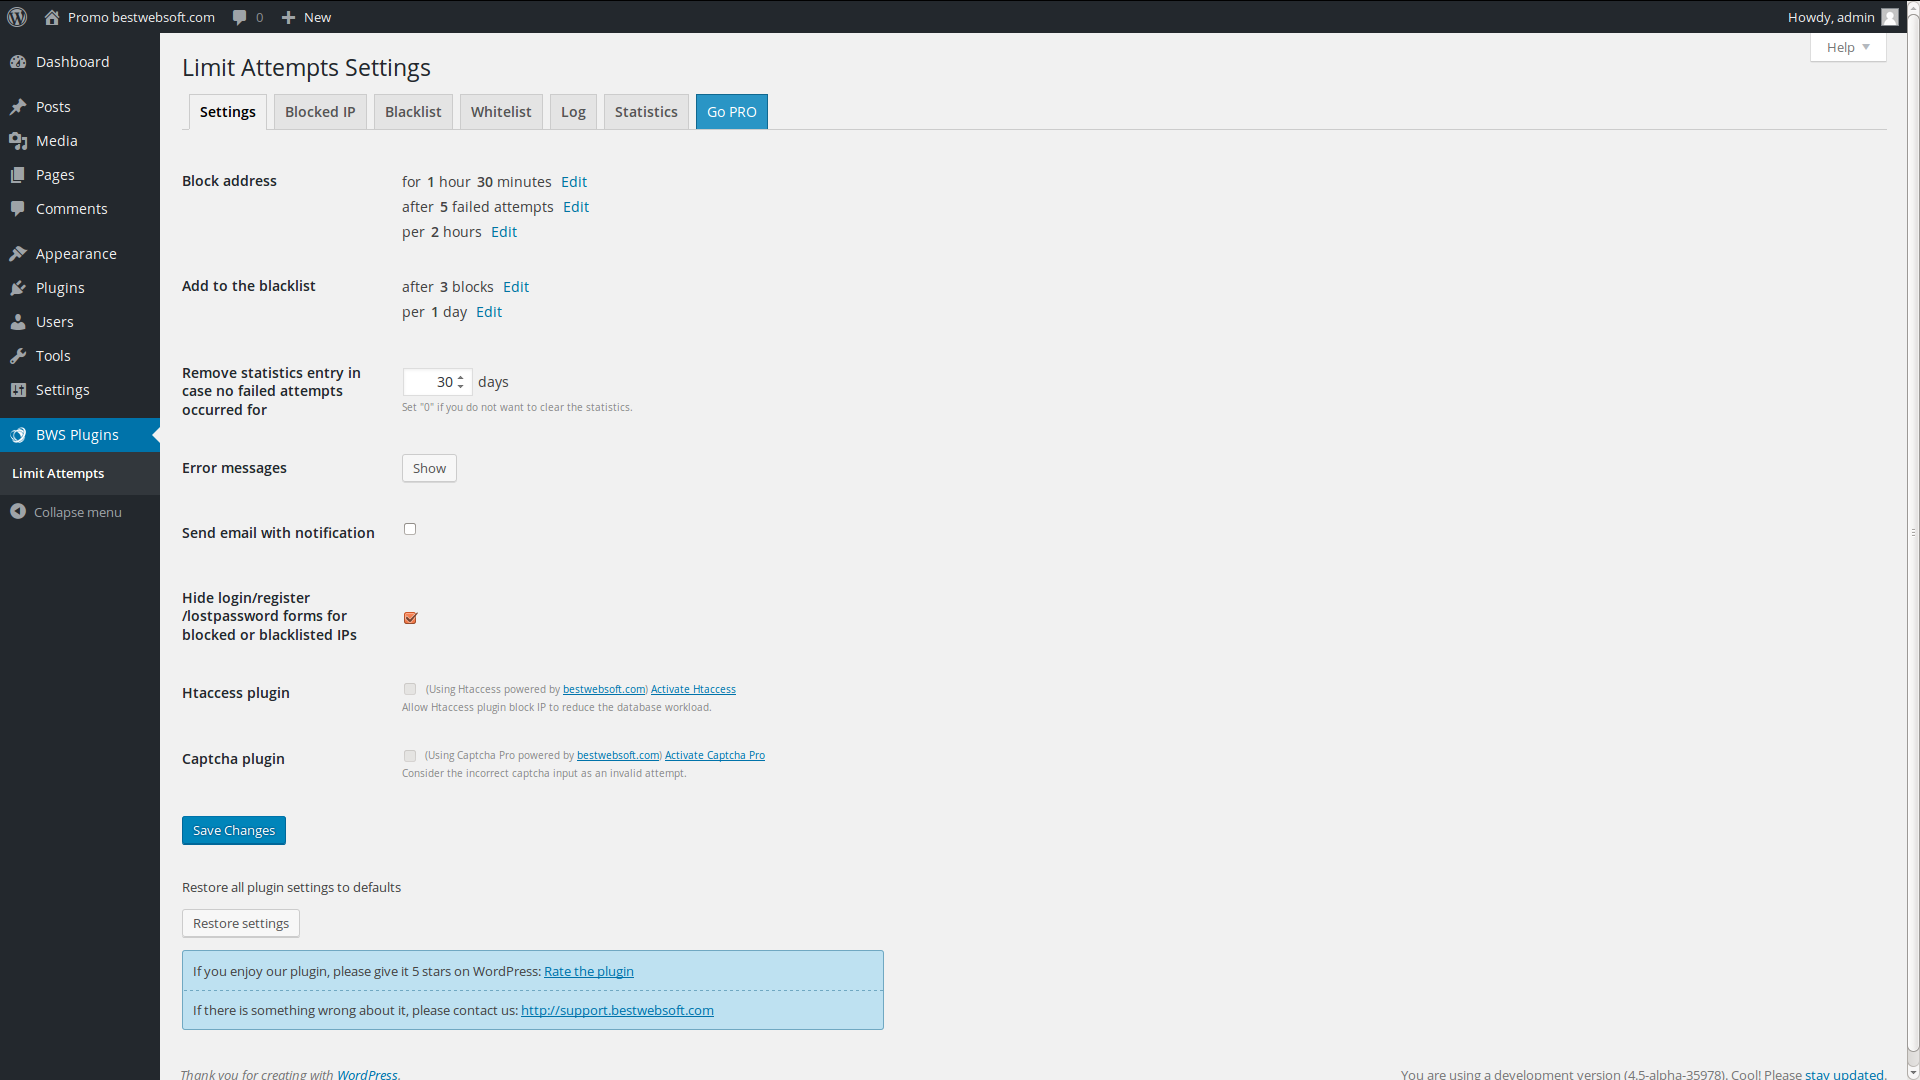 Promo bestwebsoft.com 0 New Howdy, admin
Help
Dashboard
Posts
Media
Pages
Comments
Appearance
Plugins
Users
Tools
Settings
BWS Plugins
Limit Attempts
Collapse menu
Limit Attempts Settings
Settings Blocked IP Blacklist Whitelist Log Statistics Go PRO
Block address
for 1 hour 30 minutes Edit
after 5 failed attempts Edit
per 2 hours Edit
Add to the blacklist
after 3 blocks Edit
per 1 day Edit
Remove statistics entry in
case no failed attempts
occurred for
30 days
Set "0" if you do not want to clear the statistics.
Error messages
Show
Send email with notification
Hide login/register
/lostpassword forms for
blocked or blacklisted IPs
Htaccess plugin
(Using Htaccess powered by bestwebsoft.com) Activate Htaccess
Allow Htaccess plugin block IP to reduce the database workload.
Captcha plugin
(Using Captcha Pro powered by bestwebsoft.com) Activate Captcha Pro
Consider the incorrect captcha input as an invalid attempt.
Save Changes
Restore all plugin settings to defaults
Restore settings
If you enjoy our plugin, please give it 5 stars on WordPress: Rate the plugin
If there is something wrong about it, please contact us: http://support.bestwebsoft.com
Thank you for creating with WordPress.
You are using a development version (4.5-alpha-35978). Cool! Please stay updated.